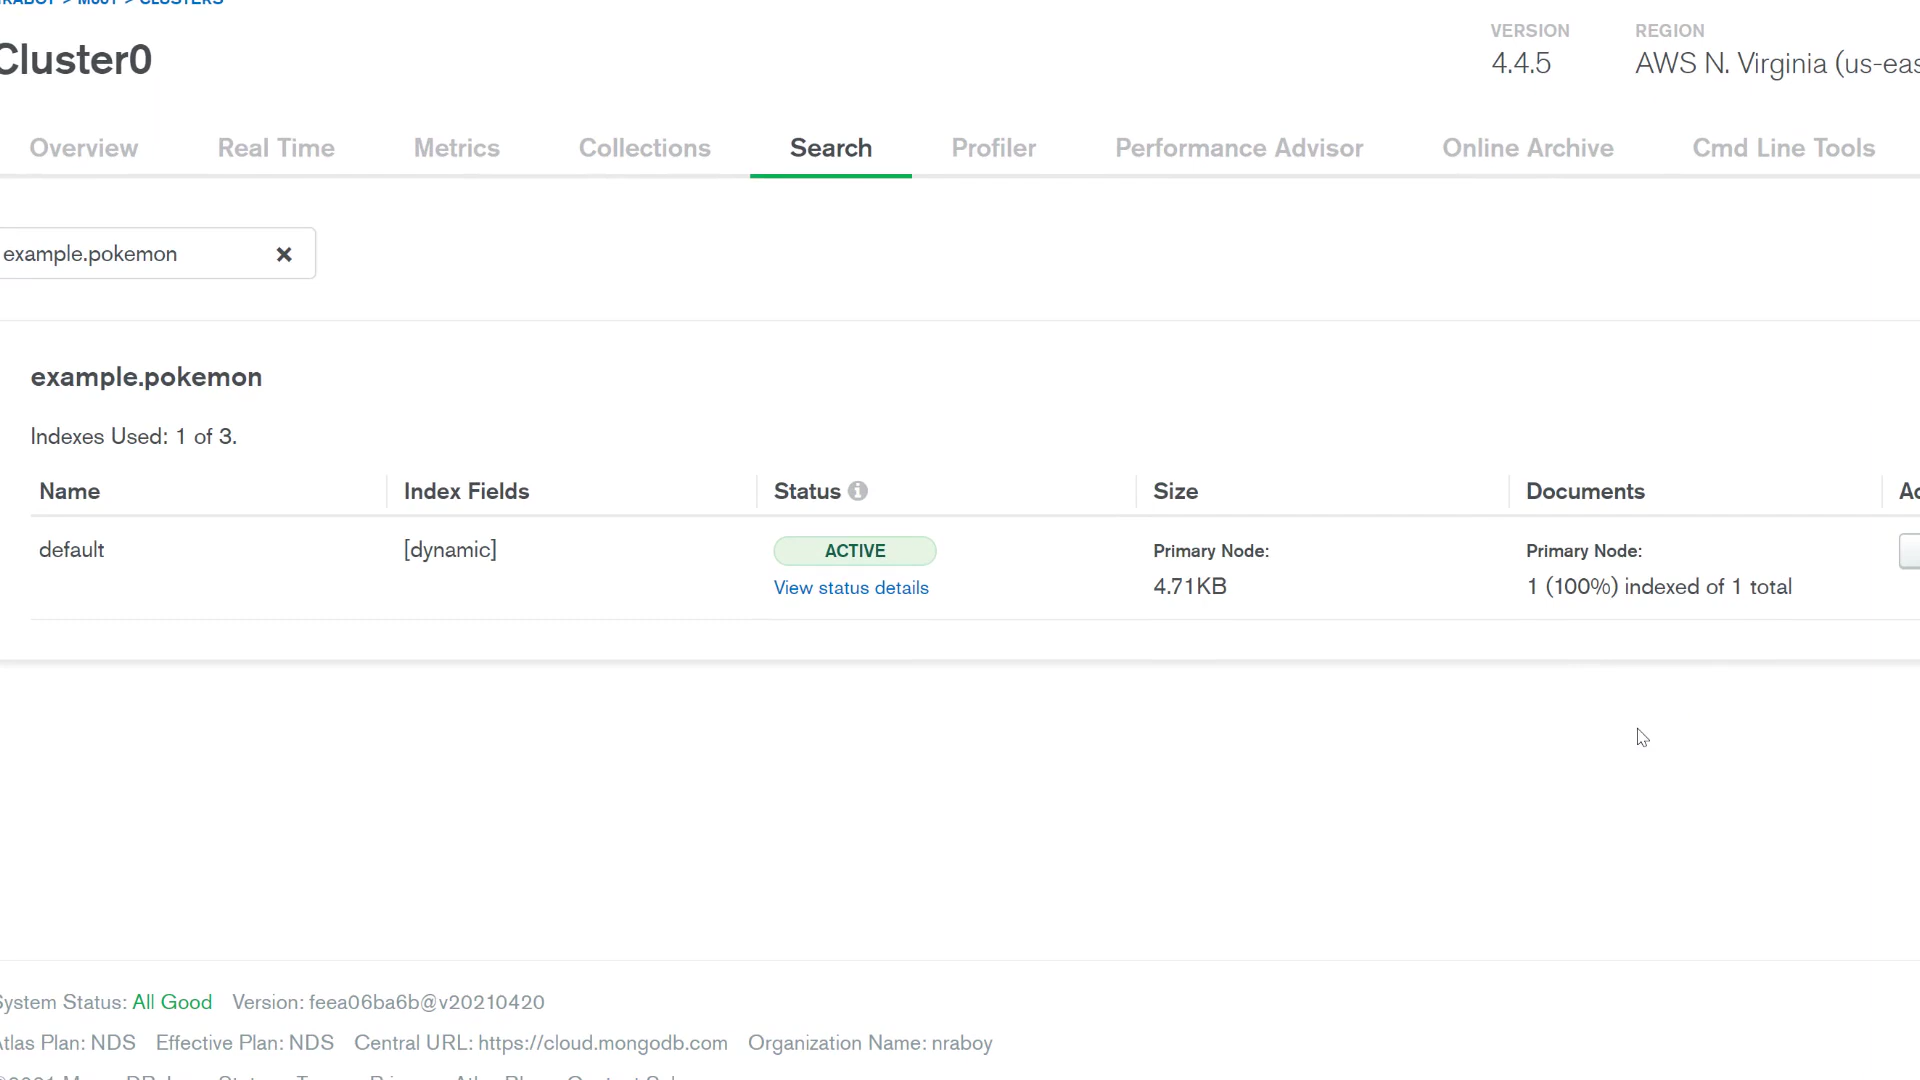 > CLUSTERS
Cluster0
VERSION
4.4.5
REGION
AWS N. Virginia (us-eas
Overview Real Time Metrics Collections Search Profiler Performance Advisor Online Archive Cmd Line Tools
example.pokemon
example.pokemon
Indexes Used: 1 of 3.
Name Index Fields Status Size Documents
default [dynamic] ACTIVE Primary Node: Primary Node:
View status details 4.71KB 1 (100%) indexed of 1 total
System Status: All Good Version: feea06ba6b@v20210420
Atlas Plan: NDS Effective Plan: NDS Central URL: https://cloud.mongodb.com Organization Name: nraboy